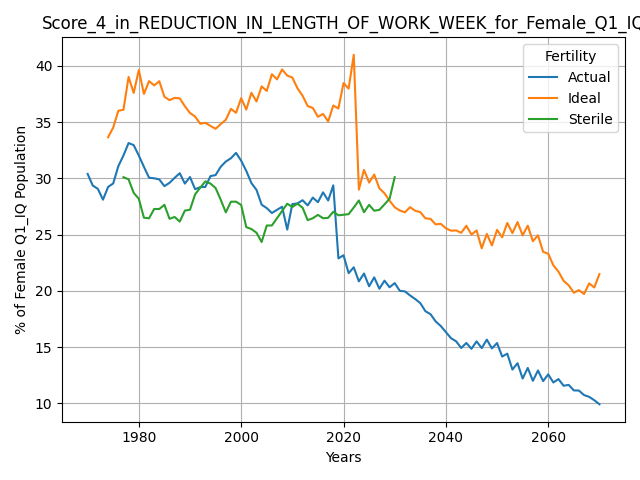 Score_4_in_REDUCTION_IN_LENGTH_OF_WORK_WEEK_for_Female_Q1_IQ
Fertility
Actual
Ideal
Sterile
% of Female Q1_IQ Population
40
35
30
25
20
15
10
1980 2000 2020 2040 2060
Years